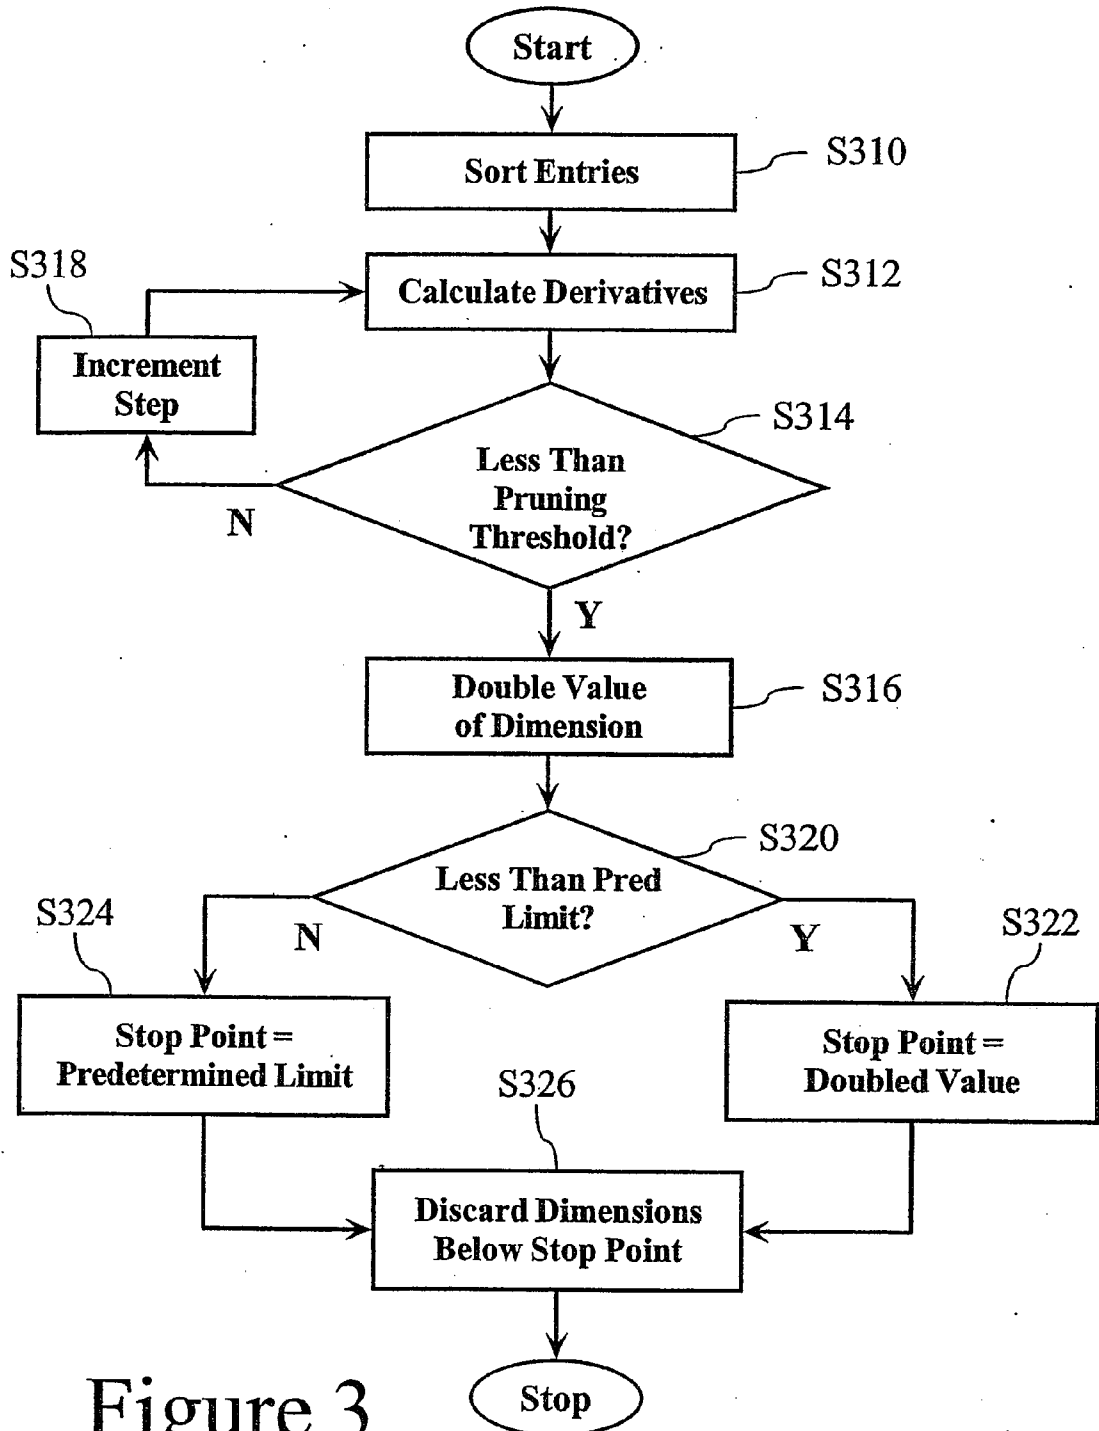 Start
Sort Entries
S310
S318
Calculate Derivatives
S312
Increment
Step
S314
Less Than
Pruning
Threshold?
N
Y
Double Value
of Dimension
S316
S320
Less Than Pred
Limit?
S324
N
Y
S322
Stop Point =
Predetermined Limit
Stop Point =
Doubled Value
S326
Discard Dimensions
Below Stop Point
Stop
Figure 3